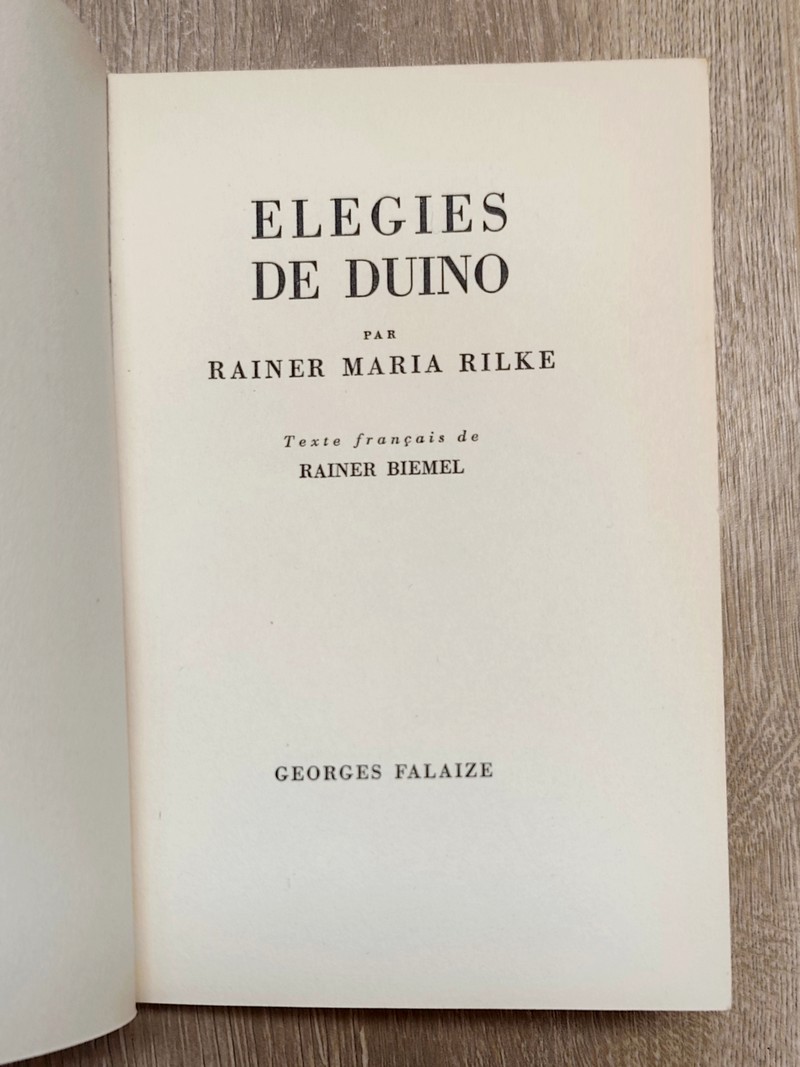 ELEGIES
DE DUINO
PAR
RAINER MARIA RILKE
Texte français de
RAINER BIEMEL
GEORGES FALAIZE